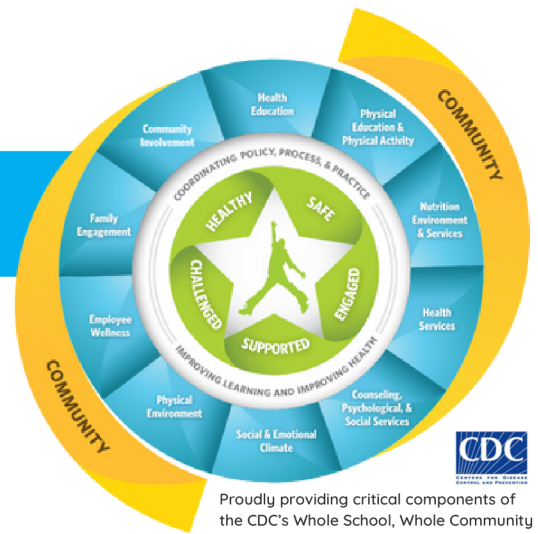 COMMUNITY
Health
Education
Physical
Education &
Physical Activity
Nutrition
Environment
& Services
Health
Services
Counseling,
Psychological, &
Social Services
Social & Emotional
Climate
Physical
Environment
Employee
Wellness
Family
Engagement
Community
Involvement
COORDINATING POLICY, PROCESS, & PRACTICE
HEALTHY
SAFE
ENGAGED
SUPPORTED
CHALLENGED
IMPROVING LEARNING AND IMPROVING HEALTH
COMMUNITY
CDC
CENTERS FOR DISEASE
CONTROL AND PREVENTION
Proudly providing critical components of
the CDC's Whole School, Whole Community